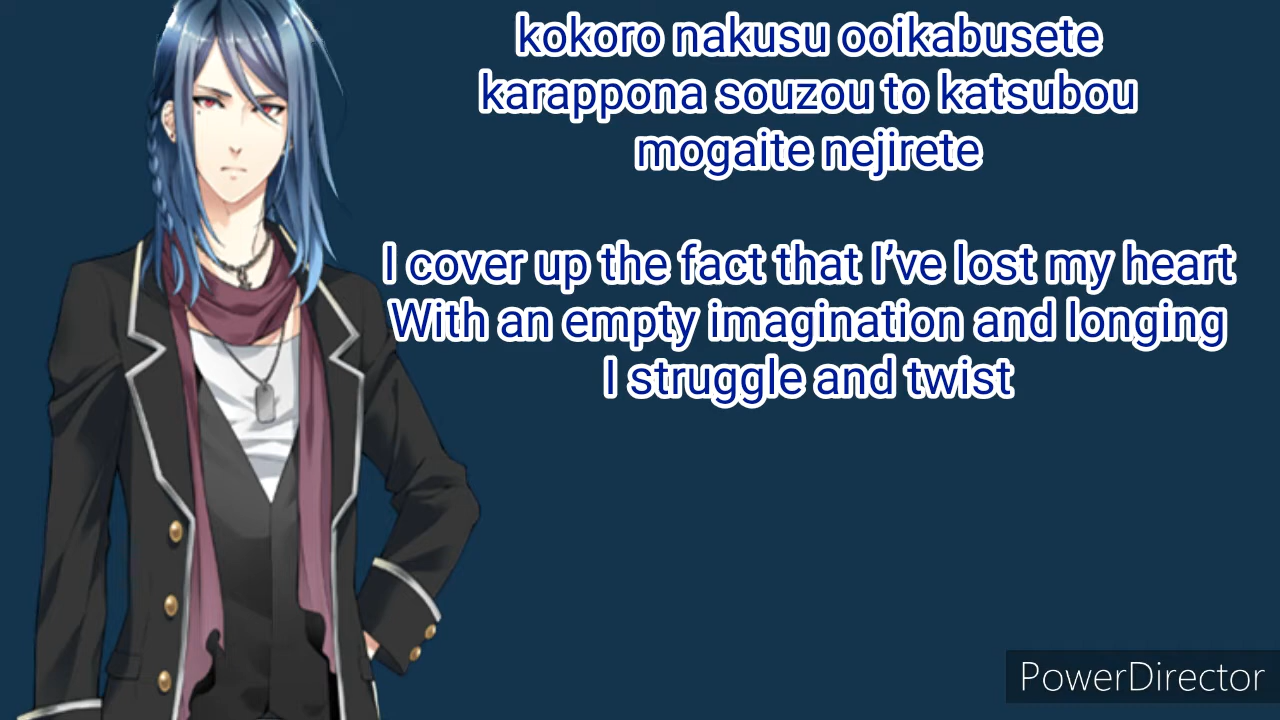 kokoro nakusu ooikabusete
karappona souzou to katsubou
mogaite nejirete
I cover up the fact that I’ve lost my heart
With an empty imagination and longing
I struggle and twist
PowerDirector